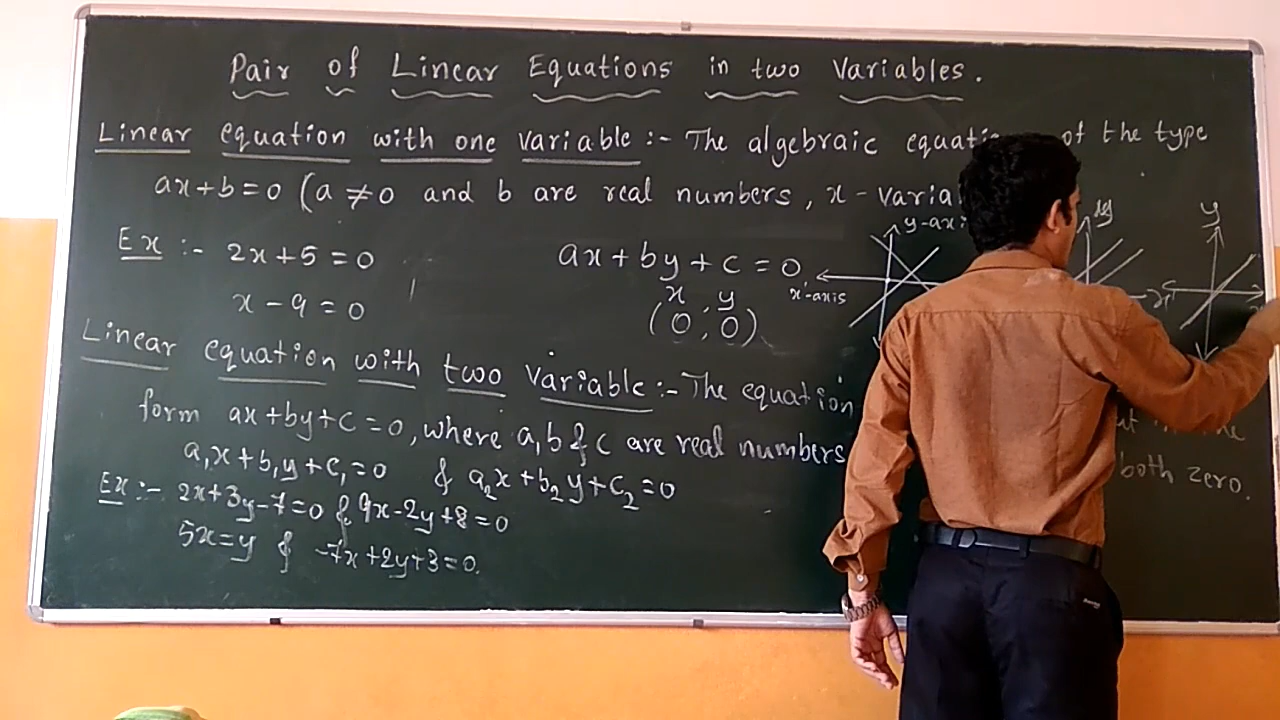 Pair of Linear Equations in two Variables.
Linear equation with one variable :- The algebraic of the type
ax+b=0 (a ≠0 and b are real numbers, x - varia
Ex :- 2x+5=0
x-9=0
ax+by+c=0
x y
(0, 0)
x'-axis
y-axi
y
y
Linear equation with two variable :- The equation
form ax+by+c=0, where a, b & c are real numbers both zero.
a₁x+b₁y+c₁=0 & a₂x+b₂y+c₂=0
Ex :- 2x+3y-7=0 & 9x-2y+8=0
5x=y & -7x+2y+3=0.